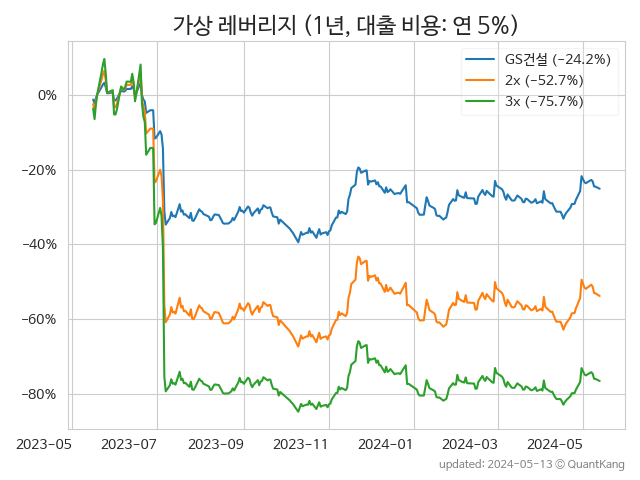 가상 레버리지 (1년, 대출 비용: 연 5%)
GS건설 (−24.2%)
2x (−52.7%)
3x (−75.7%)
0%
−20%
−40%
−60%
−80%
2023−05 2023−07 2023−09 2023−11 2024−01 2024−03 2024−05
updated: 2024−05−13 © QuantKang